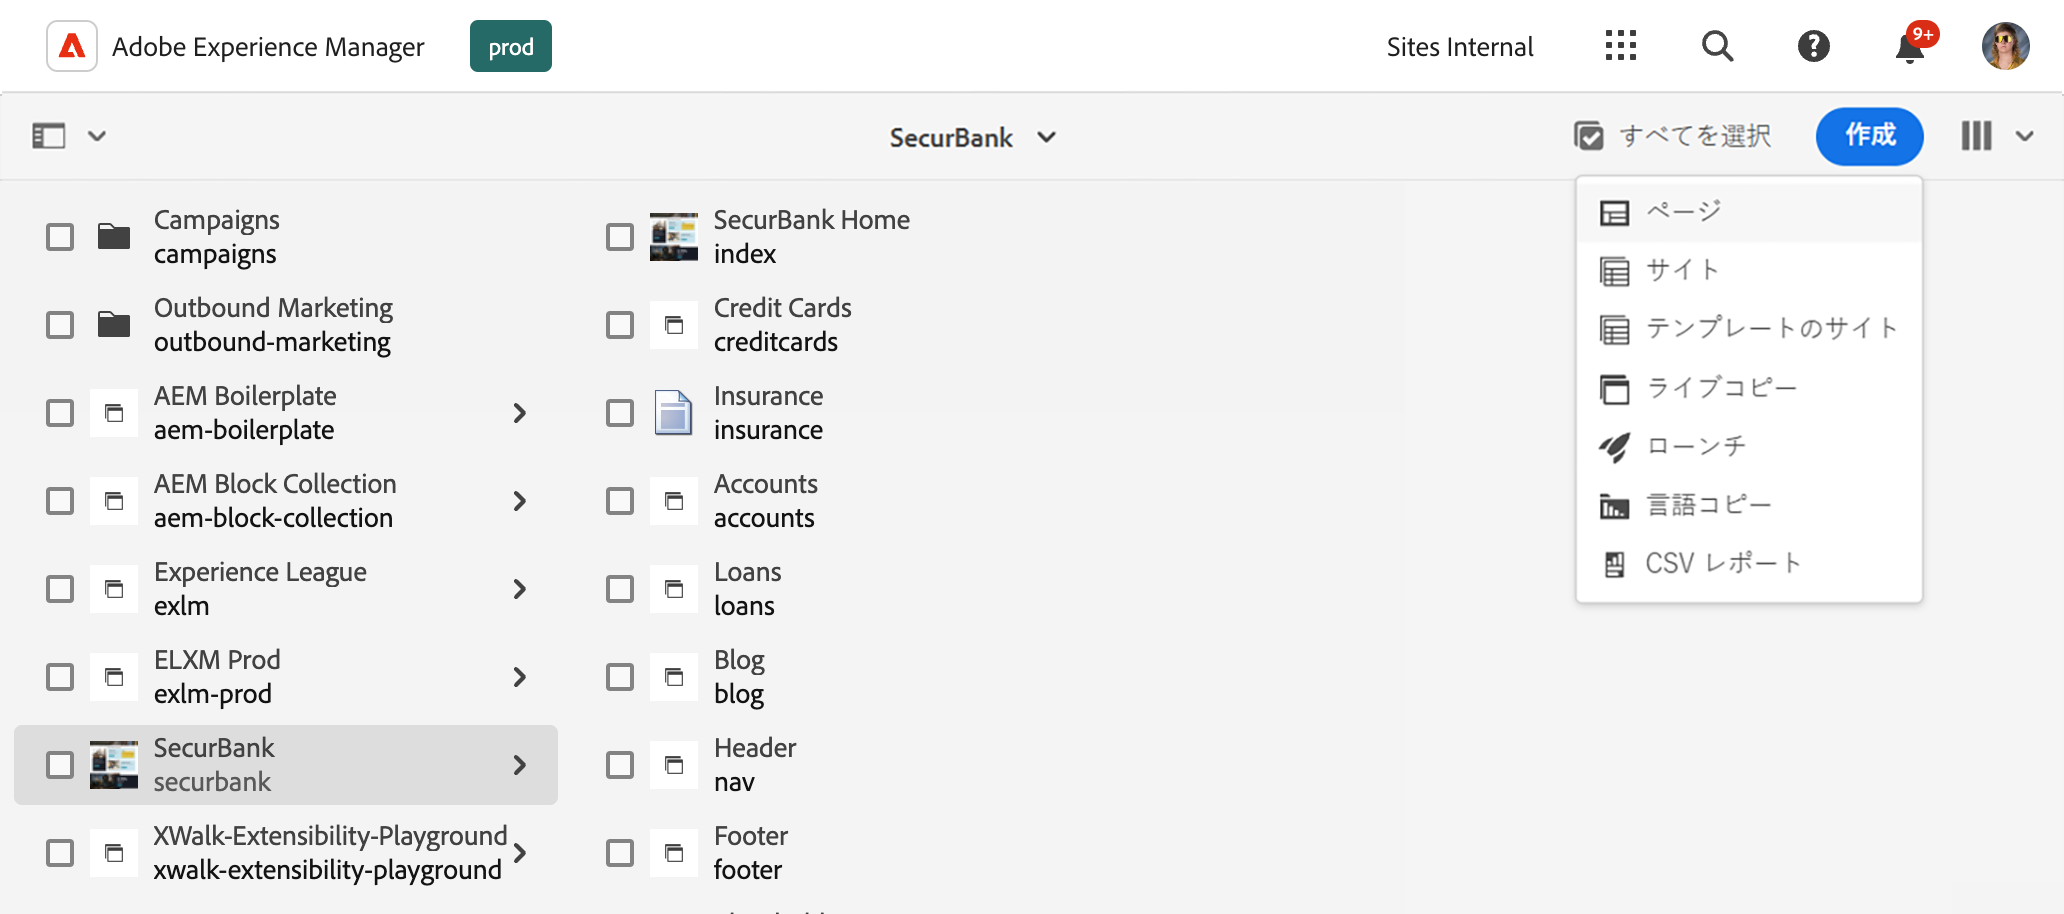 Adobe Experience Manager
prod
Sites Internal
9+
SecurBank
すべてを選択
作成
ページ
サイト
テンプレートのサイト
ライブコピー
ローンチ
言語コピー
CSV レポート
Campaigns
campaigns
Outbound Marketing
outbound-marketing
AEM Boilerplate
aem-boilerplate
AEM Block Collection
aem-block-collection
Experience League
exlm
ELXM Prod
exlm-prod
SecurBank
securbank
XWalk-Extensibility-Playground
xwalk-extensibility-playground
SecurBank Home
index
Credit Cards
creditcards
Insurance
insurance
Accounts
accounts
Loans
loans
Blog
blog
Header
nav
Footer
footer